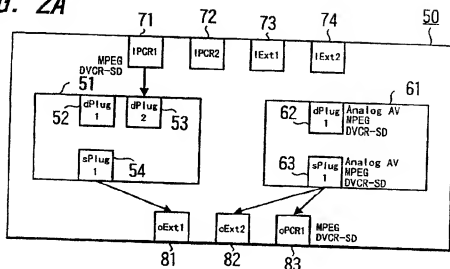 G. 2A
71
72
73
74
50
iPCR1
iPCR2
iExt1
iExt2
MPEG
DVCR-SD
51
61
52
dPlug
1
dPlug
2
53
62
dPlug
1
Analog AV
MPEG
DVCR-SD
sPlug
1
54
63
sPlug
1
Analog AV
MPEG
DVCR-SD
oExt1
oExt2
oPCR1
MPEG
DVCR-SD
81
82
83